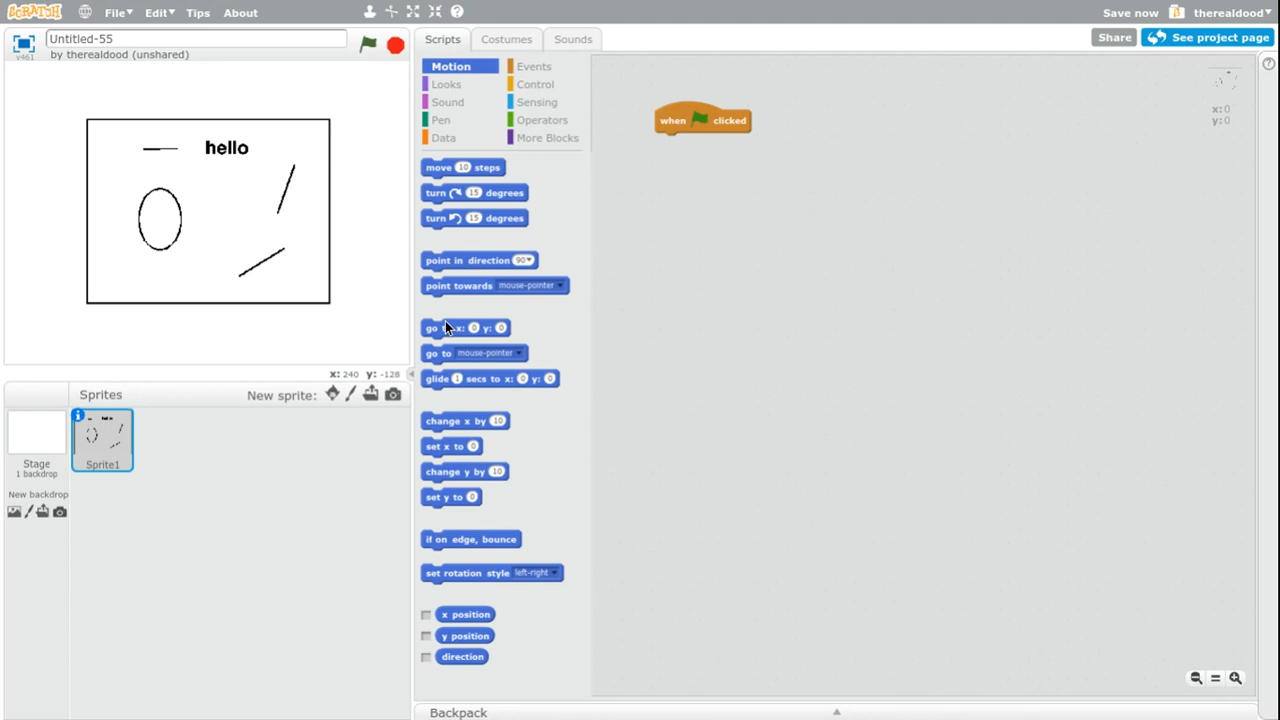 SCRATCH File Edit Tips About Save now therealdood
Share See project page
v461 Untitled-55
by therealdood (unshared)
hello
x: 240 y: -128
Sprites New sprite:
Stage
1 backdrop
New backdrop
Sprite1
Scripts Costumes Sounds
Motion Events
Looks Control
Sound Sensing
Pen Operators
Data More Blocks
move 10 steps
turn 15 degrees
turn 15 degrees
point in direction 90
point towards mouse-pointer
go x: 0 y: 0
go to mouse-pointer
glide 1 secs to x: 0 y: 0
change x by 10
set x to 0
change y by 10
set y to 0
if on edge, bounce
set rotation style left-right
x position
y position
direction
when clicked
x: 0
y: 0
Backpack